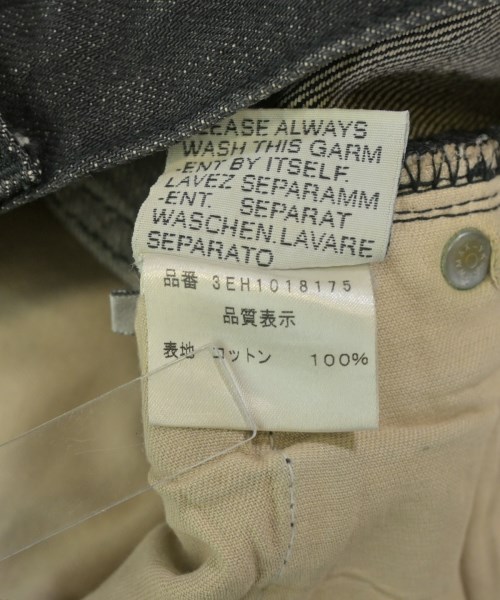 PLEASE ALWAYS
WASH THIS GARM
-ENT BY ITSELF.
LAVEZ SEPARAMM
-ENT. SEPARAT
WASCHEN.LAVARE
SEPARATO
品番 3EH1018175
品質表示
表地 コットン 100%